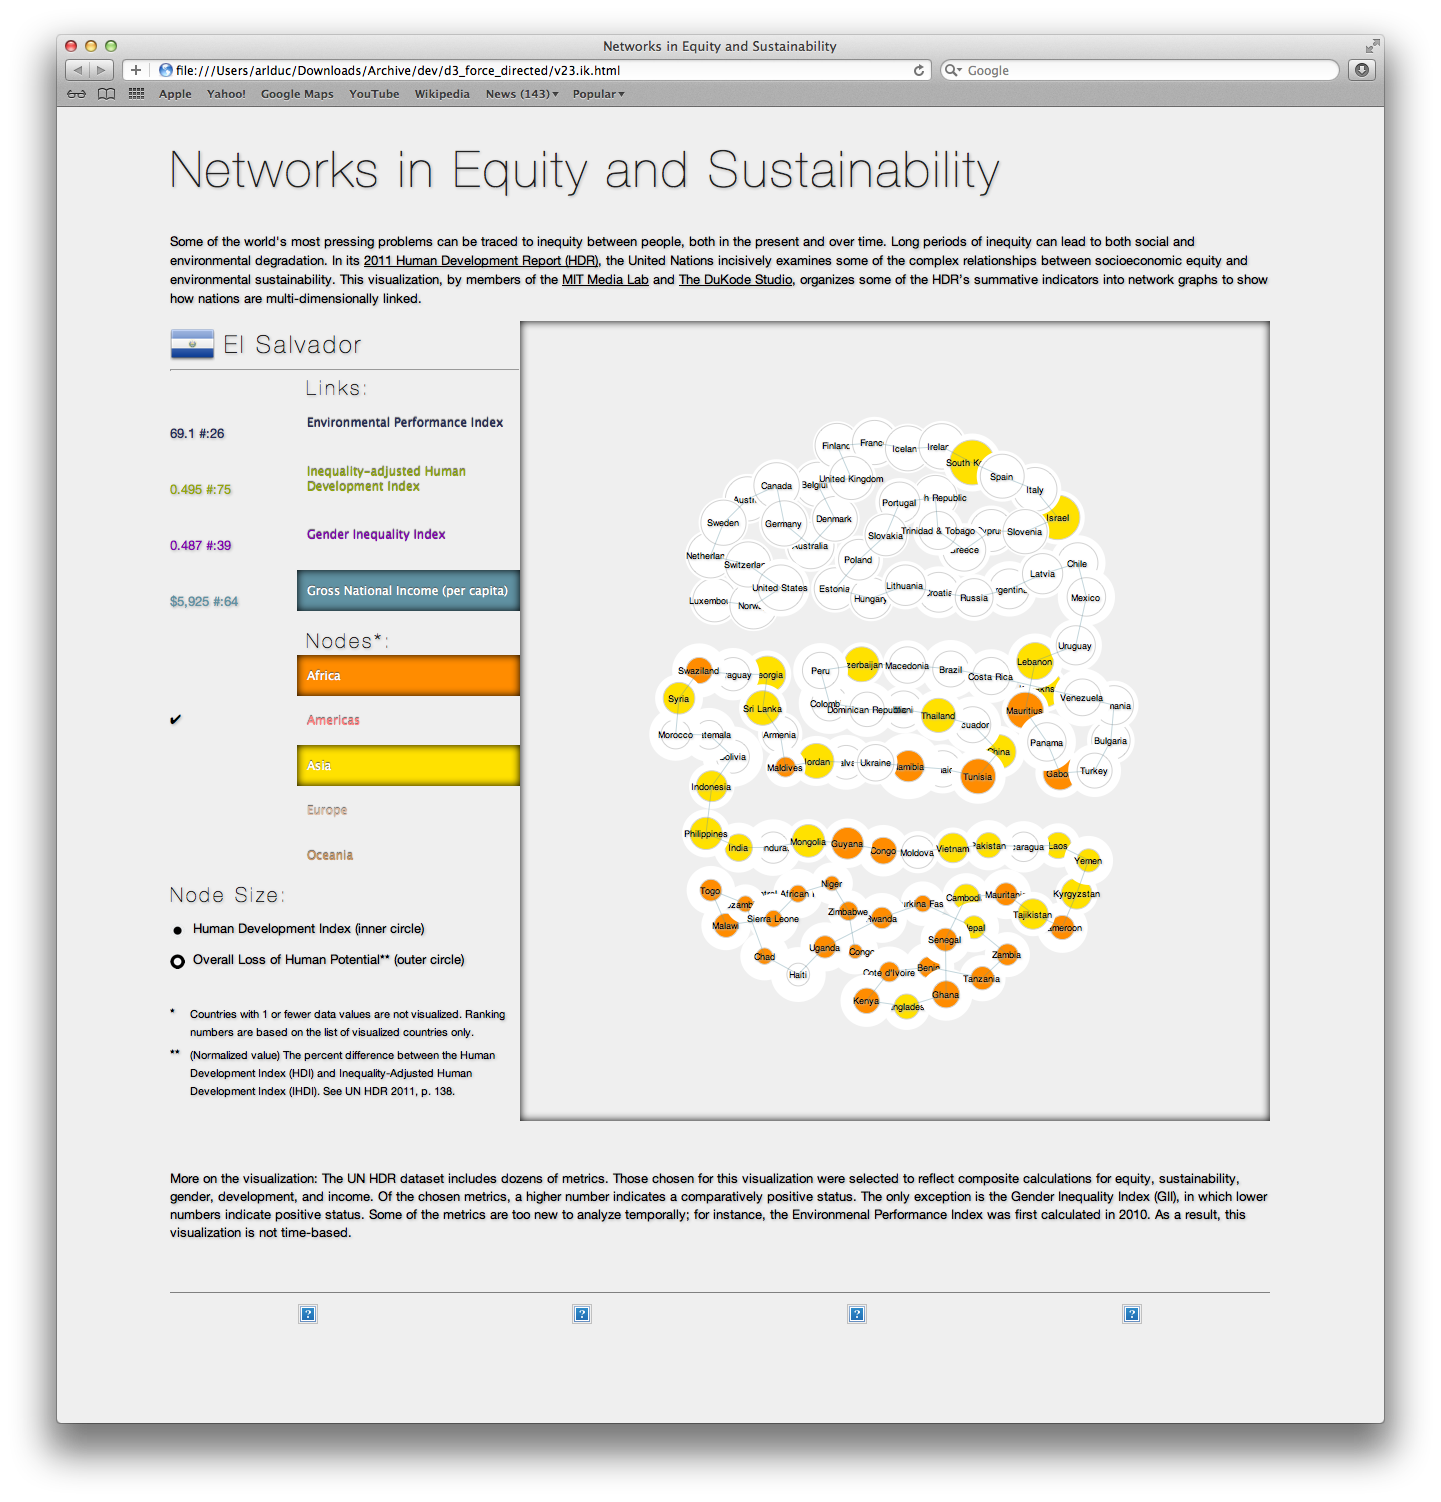 Networks in Equity and Sustainability
file:///Users/arlduc/Downloads/Archive/dev/d3_force_directed/v23.ik.html
Google
Apple
Yahoo!
Google Maps
YouTube
Wikipedia
News (143)
Popular
Networks in Equity and Sustainability
Some of the world's most pressing problems can be traced to inequity between people, both in the present and over time. Long periods of inequity can lead to both social and
environmental degradation. In its 2011 Human Development Report (HDR), the United Nations incisively examines some of the complex relationships between socioeconomic equity and
environmental sustainability. This visualization, by members of the MIT Media Lab and The DuKode Studio, organizes some of the HDR's summative indicators into network graphs to show
how nations are multi-dimensionally linked.
El Salvador
Links:
69.1 #:26
Environmental Performance Index
0.495 #:75
Inequality-adjusted Human
Development Index
0.487 #:39
Gender Inequality Index
$5,925 #:64
Gross National Income (per capita)
Nodes*:
Africa
✔ Americas
Asia
Europe
Oceania
Node Size:
Human Development Index (inner circle)
Overall Loss of Human Potential** (outer circle)
* Countries with 1 or fewer data values are not visualized. Ranking
numbers are based on the list of visualized countries only.
** (Normalized value) The percent difference between the Human
Development Index (HDI) and Inequality-Adjusted Human
Development Index (IHDI). See UN HDR 2011, p. 138.
Finland
Franc
Icelan
Irelan
South K
Spain
Italy
Israel
Canada
Belgiu
United Kingdom
Austr
Portugal
h Republic
Sweden
Germany
Denmark
Slovakia
Trinidad & Tobago
Cyprus
Slovenia
Netherlan
Switzerlan
Australia
Poland
Greece
Latvia
Chile
United States
Luxembou
Norw
Estonia
Hungary
Lithuania
Croatia
Russia
rgentina
Mexico
Uruguay
Swaziland
aguay
eorgia
Peru
zerbaijan
Macedonia
Brazil
Costa Rica
Lebanon
akhs
Venezuela
mania
Syria
Sri Lanka
Colomb
Dominican Republic
Thailand
cuador
Mauritius
Morocco
temala
Armenia
China
Panama
Bulgaria
olivia
Maldives
Jordan
alva
Ukraine
amibia
Tunisia
Gabo
Turkey
Indonesia
Philippines
India
ndura
Mongolia
Guyana
Congo
Moldova
Vietnam
Pakistan
caragua
Laos
Yemen
Togo
ozamb
tral African
Niger
Malawi
Sierra Leone
Zimbabwe
Rwanda
urkina Fas
Cambodi
Mauritani
Kyrgyzstan
Tajikistan
ameroon
Nepal
Senegal
Chad
Uganda
Congo
Zambia
Haiti
Cote d'Ivoire
Benin
Tanzania
Kenya
nglades
Ghana
More on the visualization: The UN HDR dataset includes dozens of metrics. Those chosen for this visualization were selected to reflect composite calculations for equity, sustainability,
gender, development, and income. Of the chosen metrics, a higher number indicates a comparatively positive status. The only exception is the Gender Inequality Index (GII), in which lower
numbers indicate positive status. Some of the metrics are too new to analyze temporally; for instance, the Environmenal Performance Index was first calculated in 2010. As a result, this
visualization is not time-based.